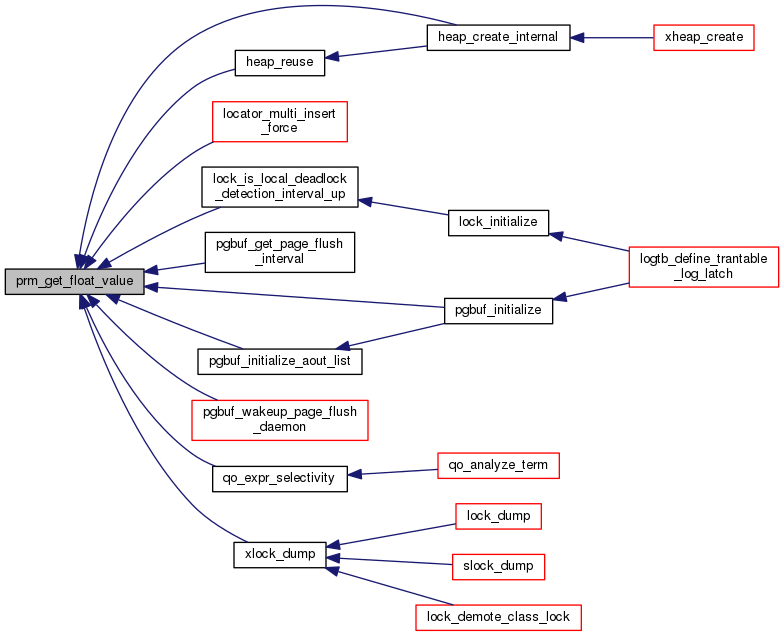 heap_create_internal
xheap_create
heap_reuse
locator_multi_insert
_force
lock_is_local_deadlock
_detection_interval_up
lock_initialize
pgbuf_get_page_flush
_interval
logtb_define_trantable
_log_latch
prm_get_float_value
pgbuf_initialize
pgbuf_initialize_aout_list
pgbuf_wakeup_page_flush
_daemon
qo_expr_selectivity
qo_analyze_term
lock_dump
xlock_dump
slock_dump
lock_demote_class_lock